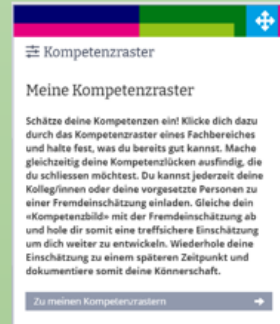 Kompetenzraster
Meine Kompetenzraster
Schätze deine Kompetenzen ein! Klicke dich dazu
durch das Kompetenzraster eines Fachbereiches
und halte fest, was du bereits gut kannst. Mache
gleichzeitig deine Kompetenzlücken ausfindig, die
du schliessen möchtest. Du kannst jederzeit deine
Kolleg/innen oder deine vorgesetzte Personen zu
einer Fremdeinschätzung einladen. Gleiche dein
«Kompetenzbild» mit der Fremdeinschätzung ab
und hole dir somit eine treffsichere Einschätzung
um dich weiter zu entwickeln. Wiederhole deine
Einschätzung zu einem späteren Zeitpunkt und
dokumentiere somit deine Könnerschaft.
Zu meinen Kompetenzrastern